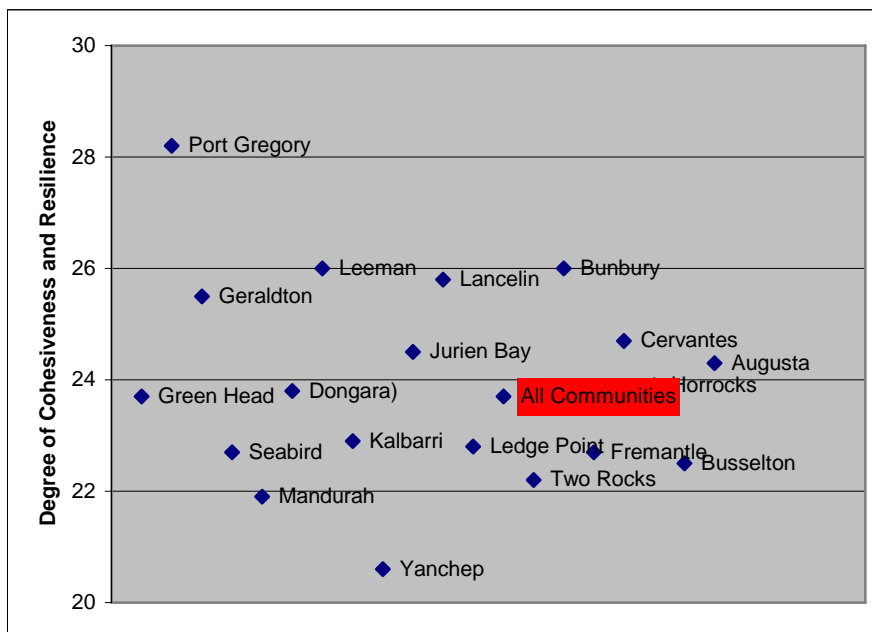 Degree of Cohesiveness and Resilience
30
28
26
24
22
20
Port Gregory
Leeman
Bunbury
Lancelin
Geraldton
Cervantes
Jurien Bay
Augusta
Horrocks
Dongara)
Green Head
All Communities
Kalbarri
Ledge Point
Seabird
Fremantle
Busselton
Two Rocks
Mandurah
Yanchep